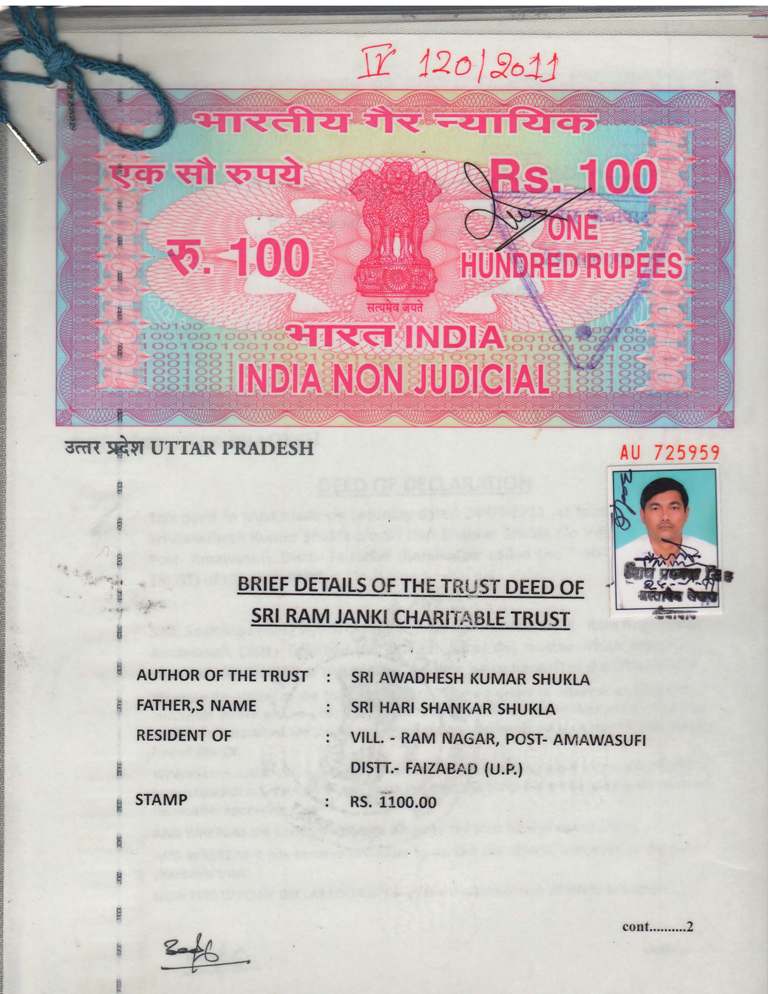 IV 120/2011
भारतीय गैर न्यायिक
एक सौ रुपये Rs. 100
रु. 100 ONE
HUNDRED RUPEES
सत्यमेव जयते
भारत INDIA
INDIA NON JUDICIAL
उत्तर प्रदेश UTTAR PRADESH
AU 725959
BRIEF DETAILS OF THE TRUST DEED OF
SRI RAM JANKI CHARITABLE TRUST
AUTHOR OF THE TRUST : SRI AWADHESH KUMAR SHUKLA
FATHER,S NAME : SRI HARI SHANKAR SHUKLA
RESIDENT OF : VILL. - RAM NAGAR, POST- AMAWASUFI
DISTT.- FAIZABAD (U.P.)
STAMP : RS. 1100.00
cont..........2